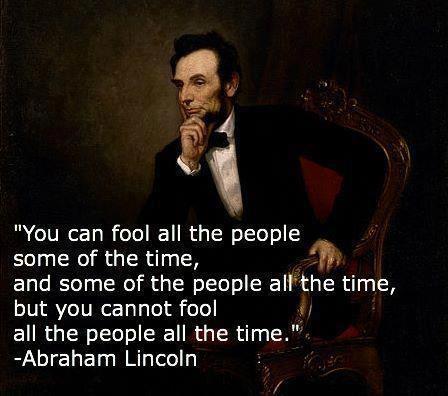 "You can fool all the people
some of the time,
and some of the people all the time,
but you cannot fool
all the people all the time."
-Abraham Lincoln